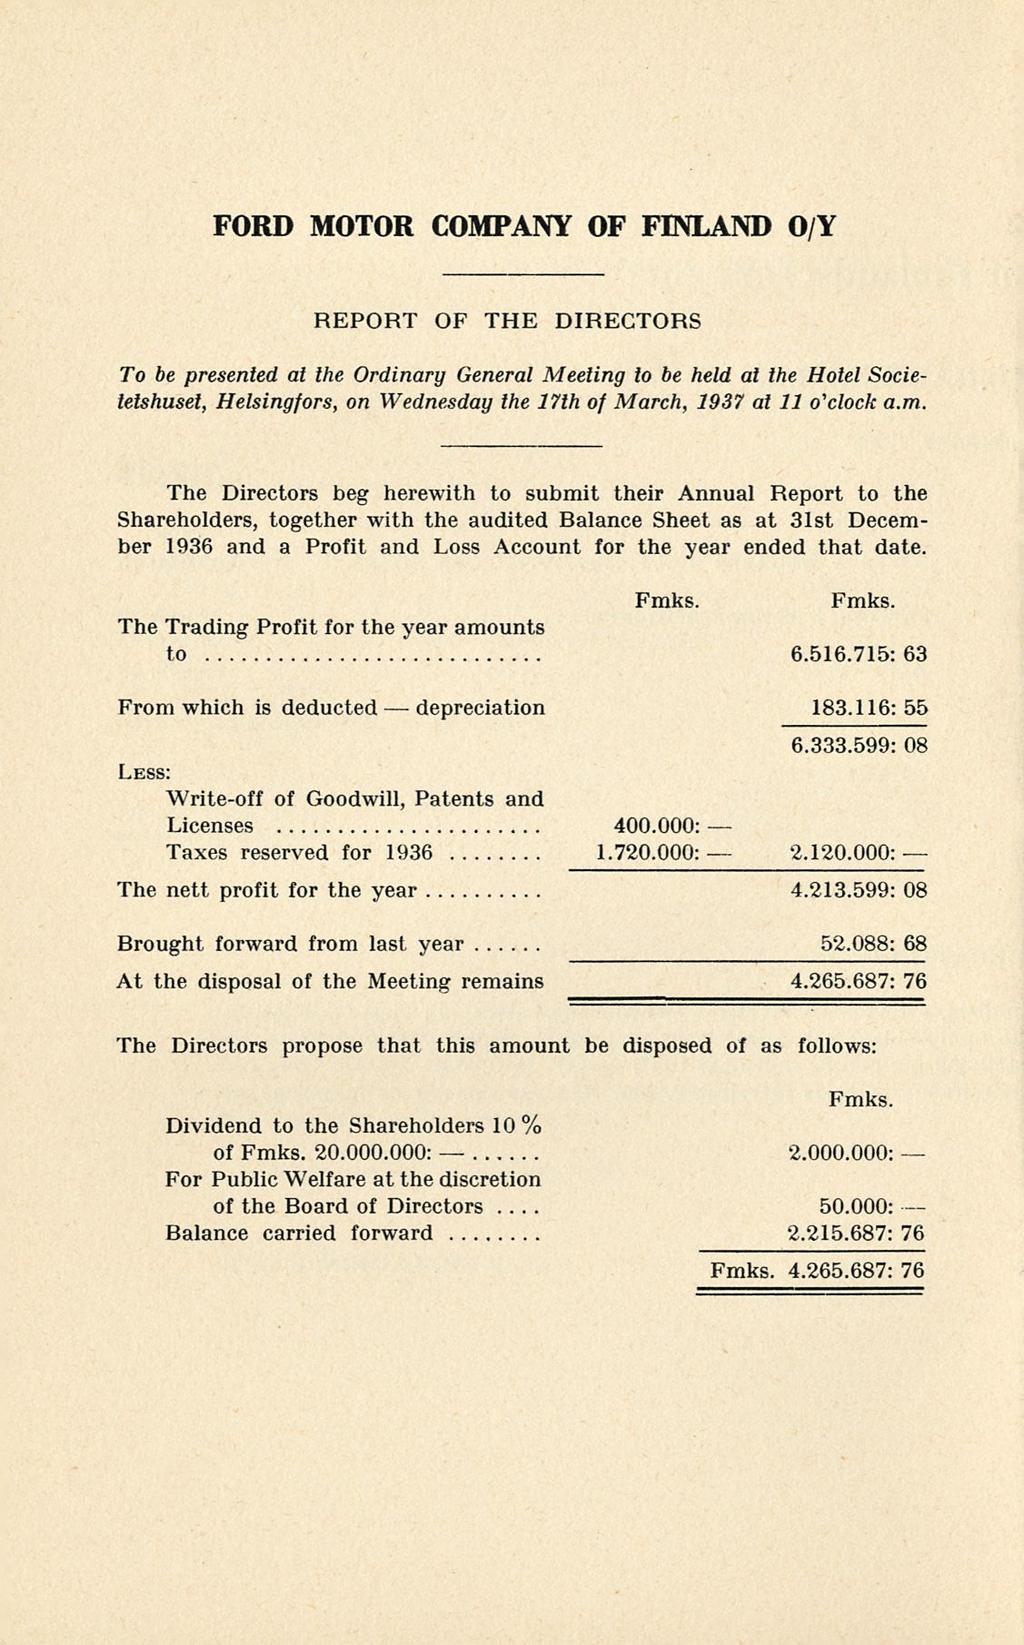 FORD MOTOR COMPANY OF FINLAND O/Y
REPORT OF THE DIRECTORS
To be presented at the Ordinary General Meeting to be held at the Hotel Socie-
tetshuset, Helsingfors, on Wednesday the 17th of March, 1937 at 11 o'clock a.m.
The Directors beg herewith to submit their Annual Report to the
Shareholders, together with the audited Balance Sheet as at 31st Decem-
ber 1936 and a Profit and Loss Account for the year ended that date.
Fmks. Fmks.
The Trading Profit for the year amounts
to ............................ 6.516.715: 63
From which is deducted — depreciation 183.116: 55
6.333.599: 08
LESS:
Write-off of Goodwill, Patents and
Licenses ...................... 400.000: —
Taxes reserved for 1936 ........ 1.720.000: — 2.120.000: —
The nett profit for the year .......... 4.213.599: 08
Brought forward from last year ...... 52.088: 68
At the disposal of the Meeting remains 4.265.687: 76
The Directors propose that this amount be disposed of as follows:
Fmks.
Dividend to the Shareholders 10 %
of Fmks. 20.000.000: — ...... 2.000.000: —
For Public Welfare at the discretion
of the Board of Directors .... 50.000: —
Balance carried forward ........ 2.215.687: 76
Fmks. 4.265.687: 76